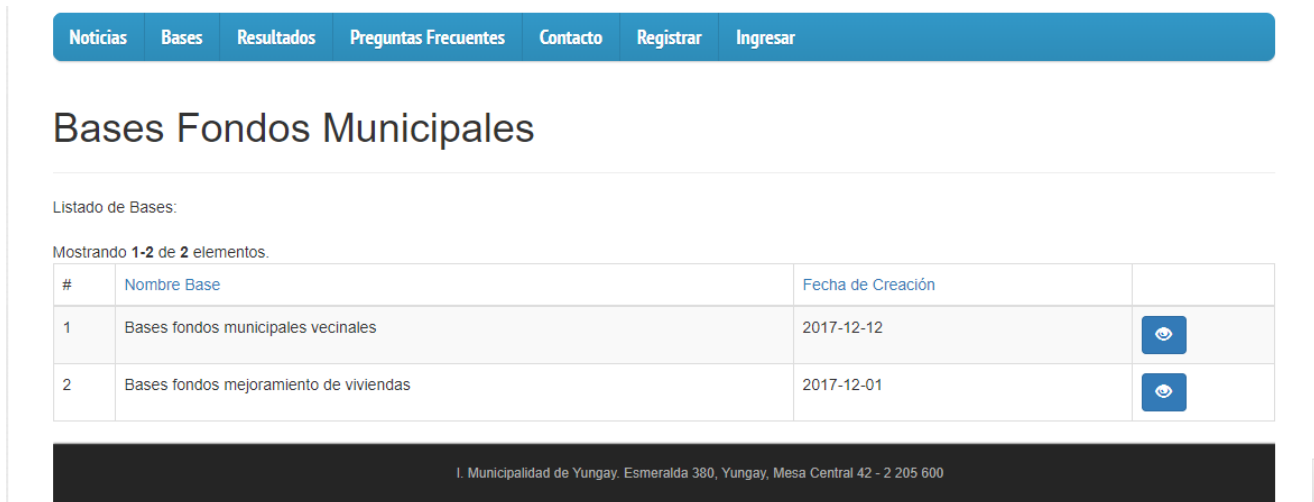 Noticias Bases Resultados Preguntas Frecuentes Contacto Registrar Ingresar
Bases Fondos Municipales
Listado de Bases:
Mostrando 1-2 de 2 elementos.
# Nombre Base Fecha de Creación
1 Bases fondos municipales vecinales 2017-12-12
2 Bases fondos mejoramiento de viviendas 2017-12-01
I. Municipalidad de Yungay. Esmeralda 380, Yungay, Mesa Central 42 - 2 205 600